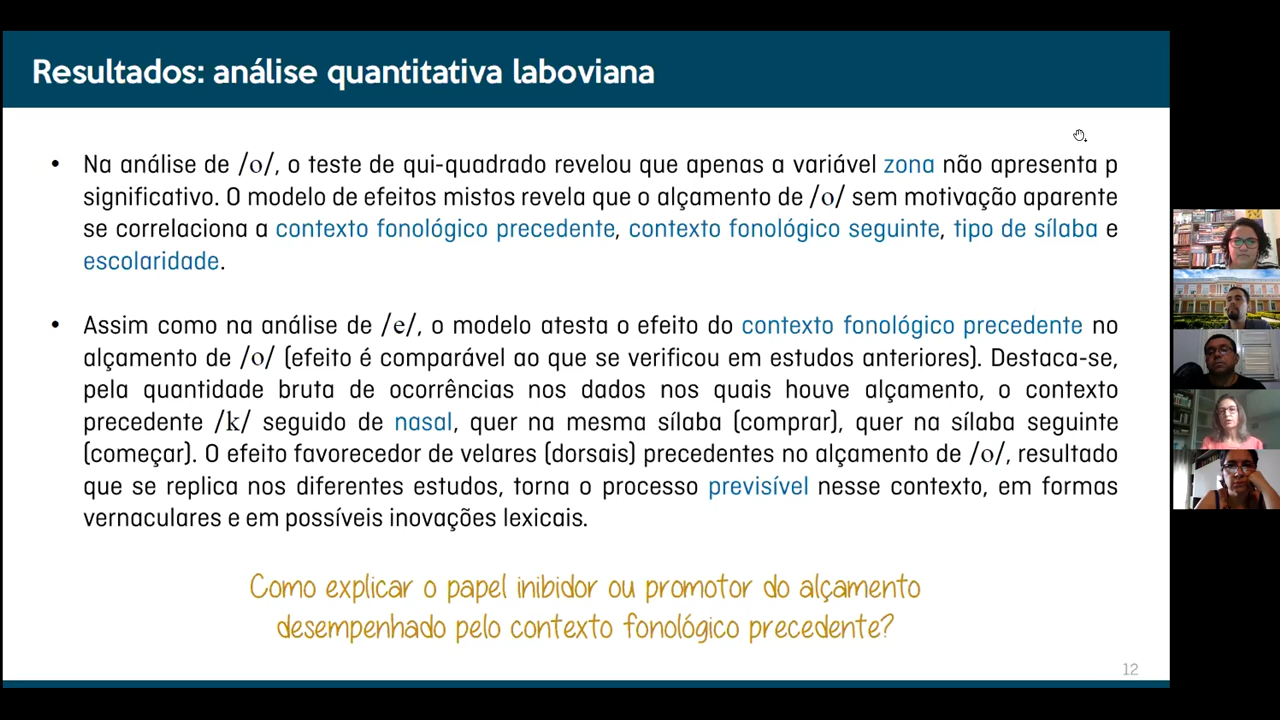 Resultados: análise quantitativa laboviana
• Na análise de /o/, o teste de qui-quadrado revelou que apenas a variável zona não apresenta p
significativo. O modelo de efeitos mistos revela que o alçamento de /o/ sem motivação aparente
se correlaciona a contexto fonológico precedente, contexto fonológico seguinte, tipo de sílaba e
escolaridade.
• Assim como na análise de /e/, o modelo atesta o efeito do contexto fonológico precedente no
alçamento de /o/ (efeito é comparável ao que se verificou em estudos anteriores). Destaca-se,
pela quantidade bruta de ocorrências nos dados nos quais houve alçamento, o contexto
precedente /k/ seguido de nasal, quer na mesma sílaba (comprar), quer na sílaba seguinte
(começar). O efeito favorecedor de velares (dorsais) precedentes no alçamento de /o/, resultado
que se replica nos diferentes estudos, torna o processo previsível nesse contexto, em formas
vernaculares e em possíveis inovações lexicais.
Como explicar o papel inibidor ou promotor do alçamento
desempenhado pelo contexto fonológico precedente?
12